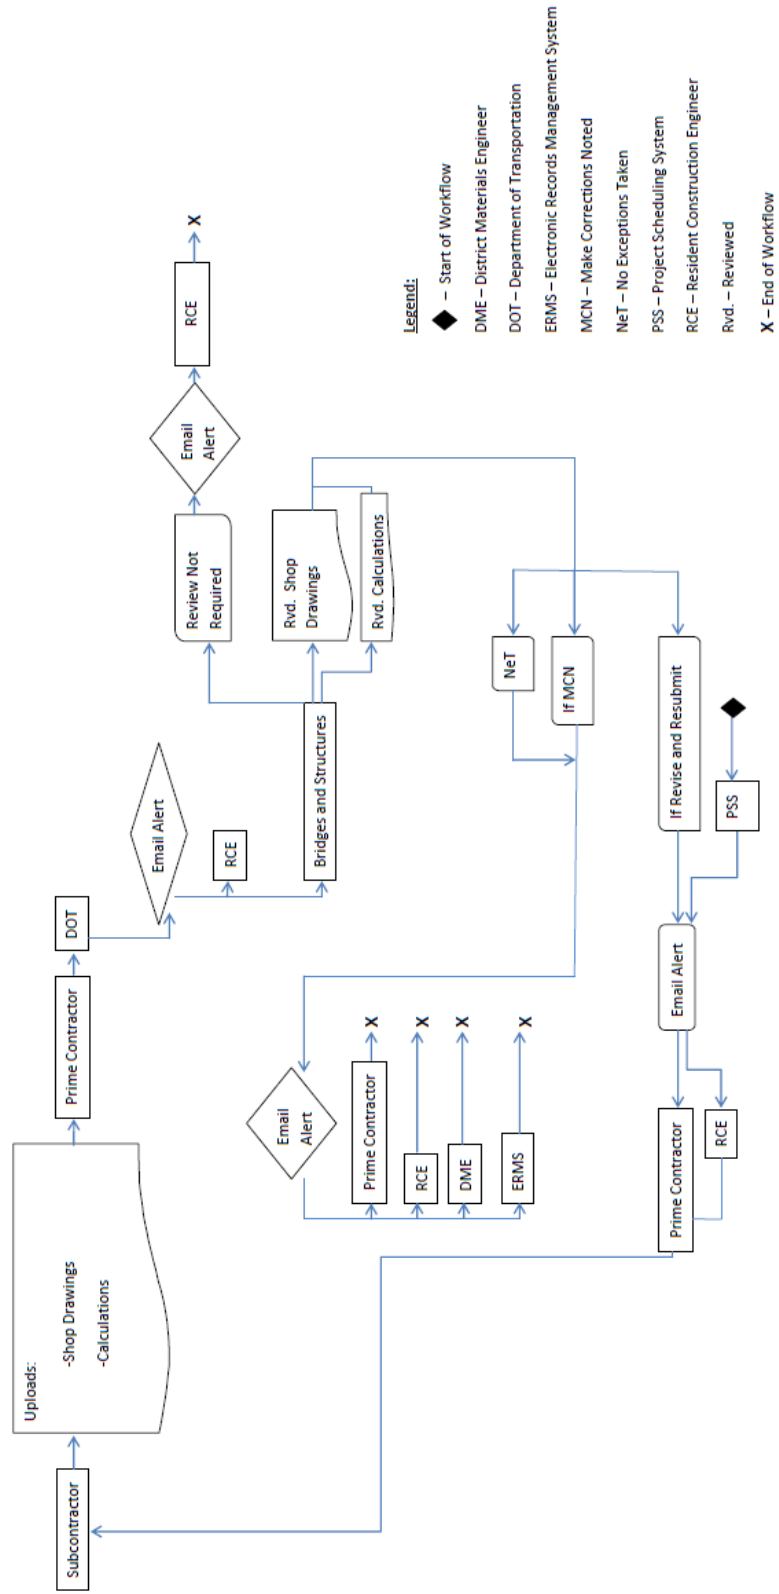 Subcontractor
Uploads:
-Shop Drawings
-Calculations
Prime Contractor
DOT
Email Alert
RCE
Bridges and Structures
Review Not
Required
Email
Alert
RCE
X
Rvd. Shop
Drawings
Rvd. Calculations
NeT
If MCN
If Revise and Resubmit
PSS
Email
Alert
Prime Contractor
X
RCE
X
DME
X
ERMS
X
Email Alert
Prime Contractor
RCE
Legend:
– Start of Workflow
DME – District Materials Engineer
DOT – Department of Transportation
ERMS – Electronic Records Management System
MCN – Make Corrections Noted
NeT – No Exceptions Taken
PSS – Project Scheduling System
RCE – Resident Construction Engineer
Rvd. – Reviewed
X – End of Workflow